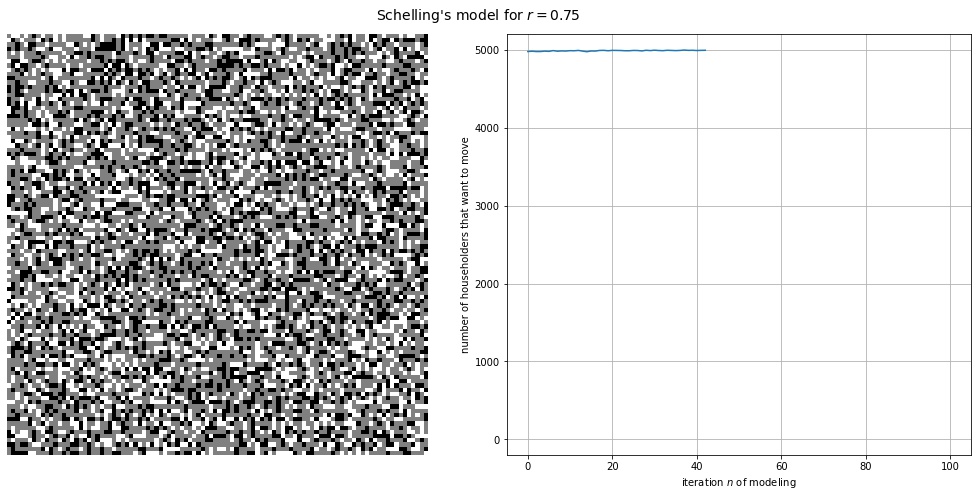 Schelling's model for r = 0.75
number of householders that want to move
5000
4000
3000
2000
1000
0
0 20 40 60 80 100
iteration n of modeling